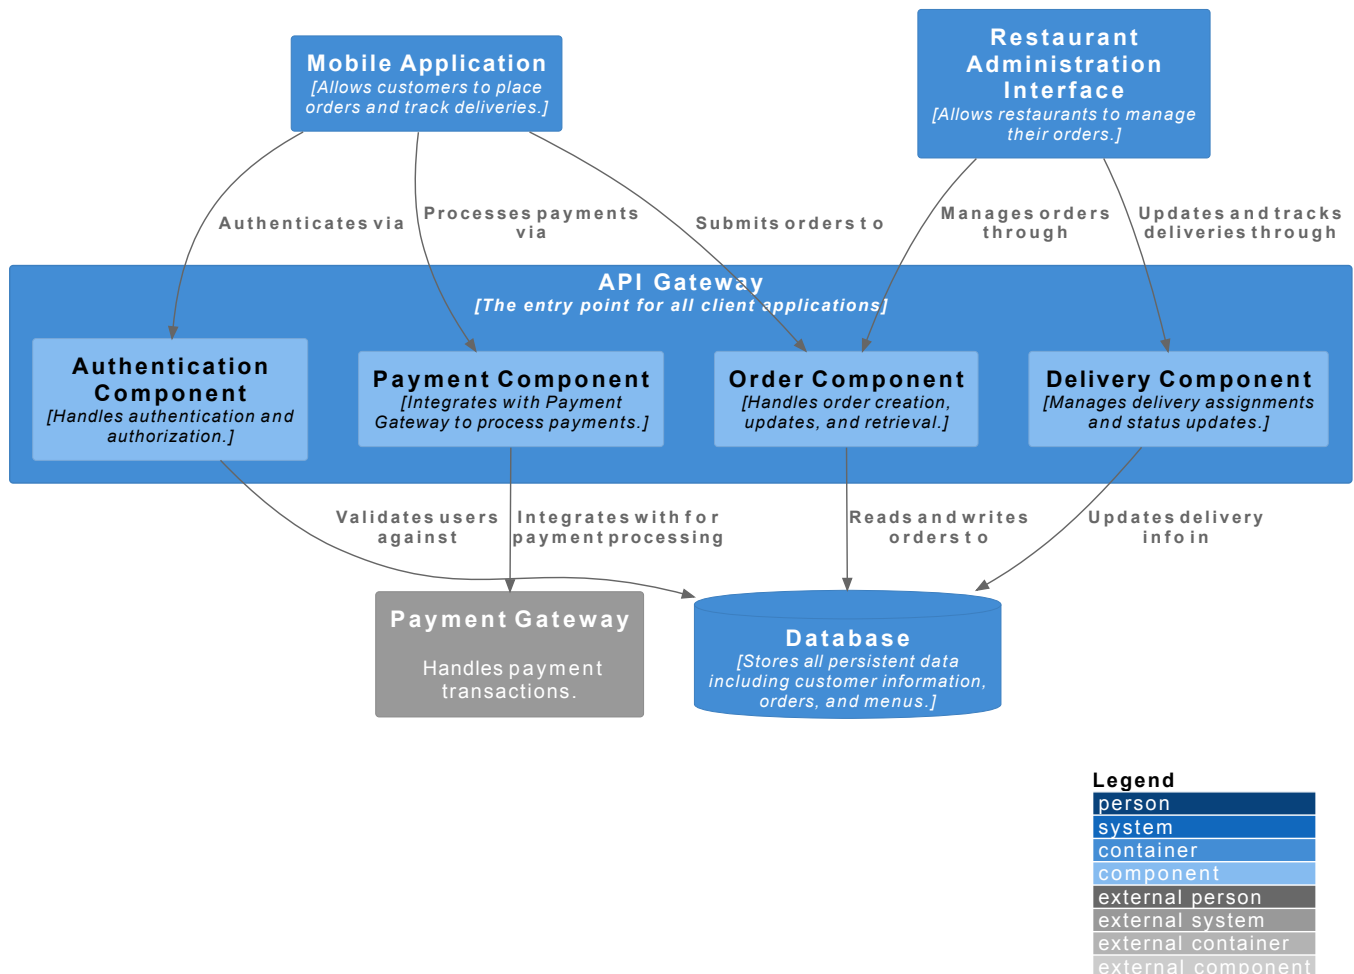 Mobile Application
[Allows customers to place
orders and track deliveries.]
Restaurant
Administration
Interface
[Allows restaurants to manage
their orders.]
Authenticates via
Processes payments
via
Submits orders to
Manages orders
through
Updates and tracks
deliveries through
API Gateway
[The entry point for all client applications]
Authentication
Component
[Handles authentication and
authorization.]
Payment Component
[Integrates with Payment
Gateway to process payments.]
Order Component
[Handles order creation,
updates, and retrieval.]
Delivery Component
[Manages delivery assignments
and status updates.]
Validates users
against
Integrates with for
payment processing
Reads and writes
orders to
Updates delivery
info in
Payment Gateway
Handles payment
transactions.
Database
[Stores all persistent data
including customer information,
orders, and menus.]
Legend
person
system
container
component
external person
external system
external container
external component